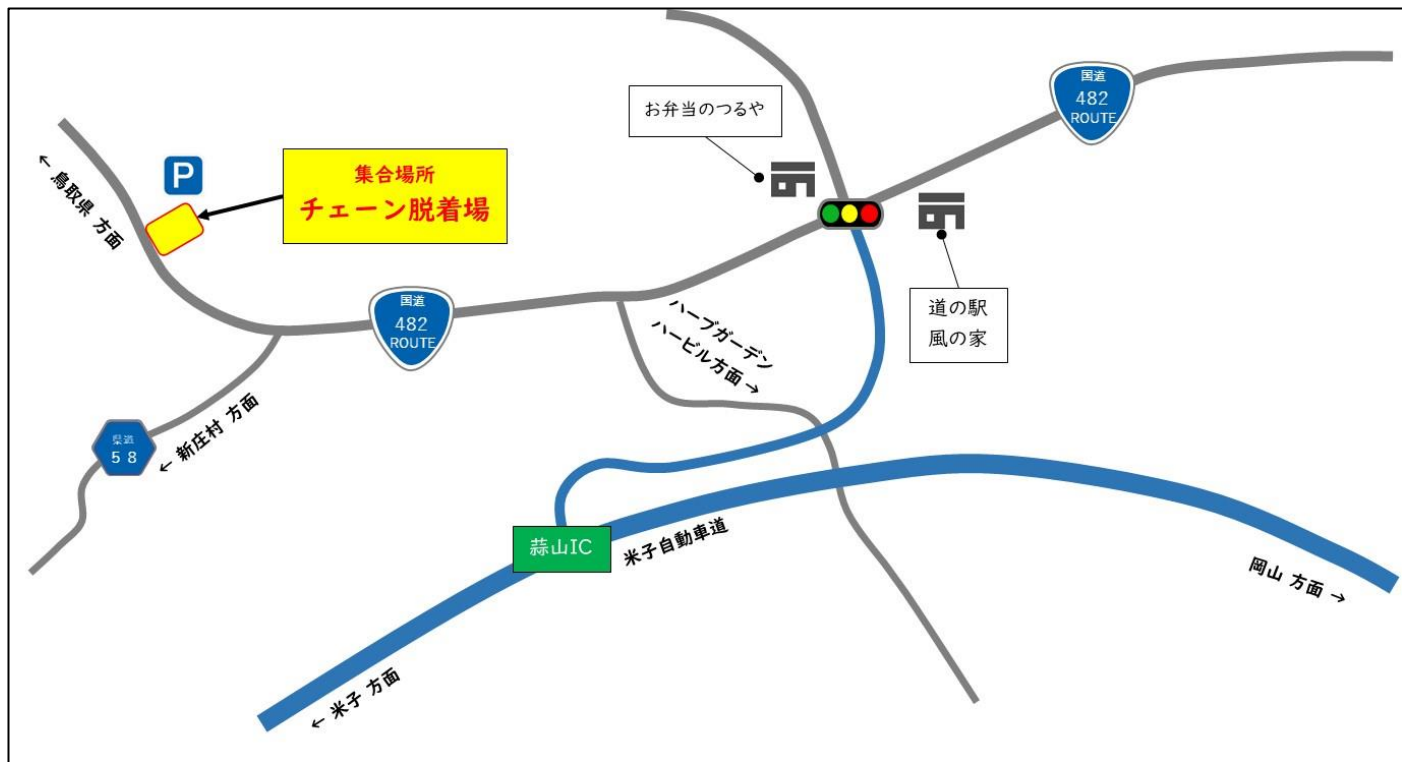 国道
482
ROUTE
お弁当のつるや
P
集合場所
チェーン脱着場
← 鳥取県 方面
道の駅
風の家
国道
482
ROUTE
ハーブガーデン
ハービル方面 →
県道
58
← 新庄村 方面
蒜山IC
米子自動車道
岡山 方面 →
← 米子 方面